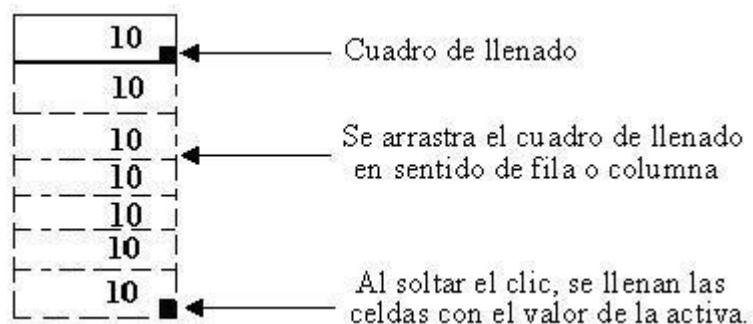 10
Cuadro de llenado
10
10
Se arrastra el cuadro de llenado
en sentido de fila o columna
10
10
10
10
Al soltar el clic, se llenan las
celdas con el valor de la activa.